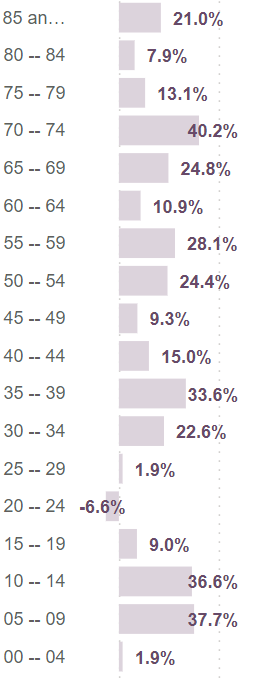 85 an… 21.0%
80 -- 84 7.9%
75 -- 79 13.1%
70 -- 74 40.2%
65 -- 69 24.8%
60 -- 64 10.9%
55 -- 59 28.1%
50 -- 54 24.4%
45 -- 49 9.3%
40 -- 44 15.0%
35 -- 39 33.6%
30 -- 34 22.6%
25 -- 29 1.9%
20 -- 24 -6.6%
15 -- 19 9.0%
10 -- 14 36.6%
05 -- 09 37.7%
00 -- 04 1.9%